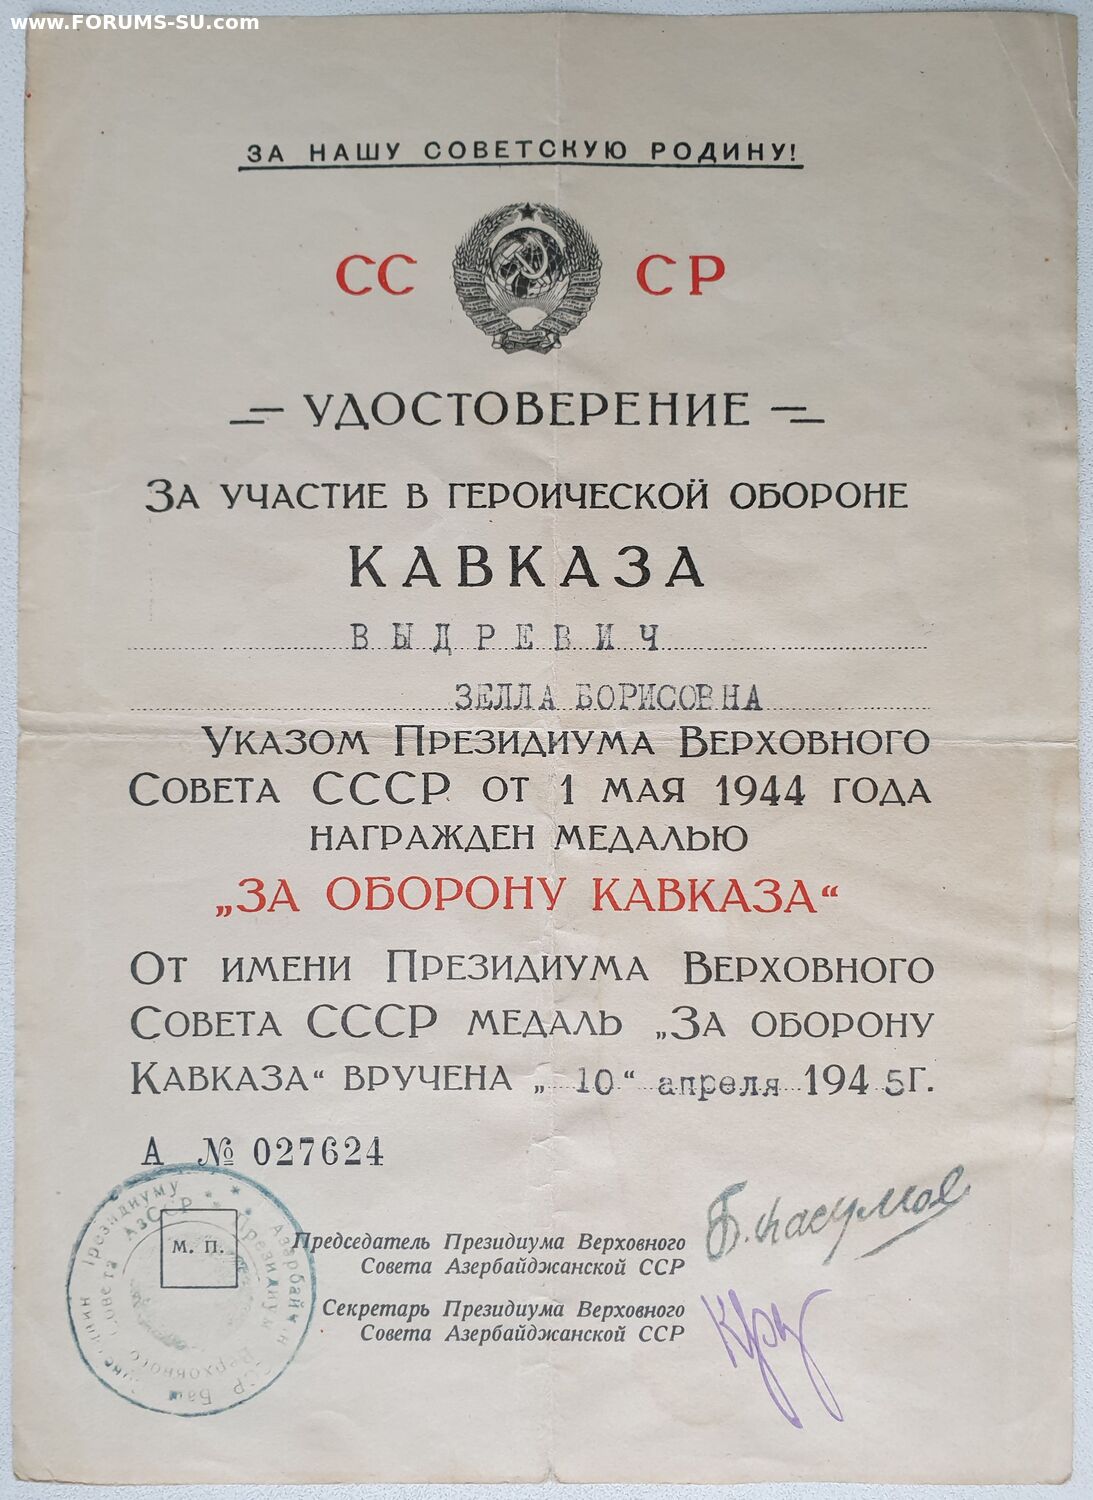 www.FORUMS-SU.com
ЗА НАШУ СОВЕТСКУЮ РОДИНУ!
СС СР
УДОСТОВЕРЕНИЕ
ЗА УЧАСТИЕ В ГЕРОИЧЕСКОЙ ОБОРОНЕ
КАВКАЗА
ВЫДРЕВИЧ
ЗЕЛЛА БОРИСОВНА
УКАЗОМ ПРЕЗИДИУМА ВЕРХОВНОГО
СОВЕТА СССР ОТ 1 МАЯ 1944 ГОДА
НАГРАЖДЕН МЕДАЛЬЮ
„ЗА ОБОРОНУ КАВКАЗА“
ОТ ИМЕНИ ПРЕЗИДИУМА ВЕРХОВНОГО
СОВЕТА СССР МЕДАЛЬ „ЗА ОБОРОНУ
КАВКАЗА“ ВРУЧЕНА „10“ апреля 1945Г.
А № 027624
М. П.
Председатель Президиума Верховного
Совета Азербайджанской ССР
Секретарь Президиума Верховного
Совета Азербайджанской ССР
АзССР
Верховного